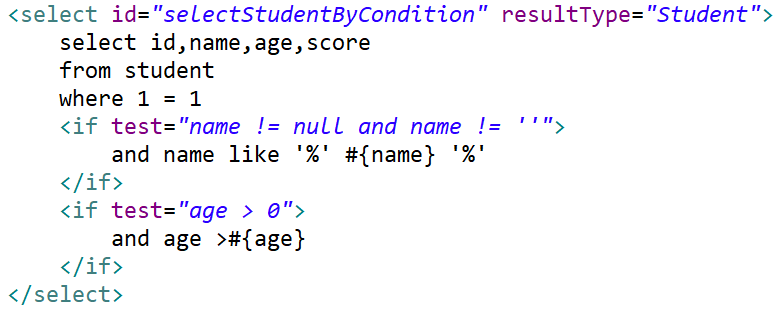 <select id="selectStudentByCondition" resultType="Student">
    select id,name,age,score
    from student
    where 1 = 1
    <if test="name != null and name != ''">
        and name like '%' #{name} '%'
    </if>
    <if test="age > 0">
        and age >#{age}
    </if>
</select>